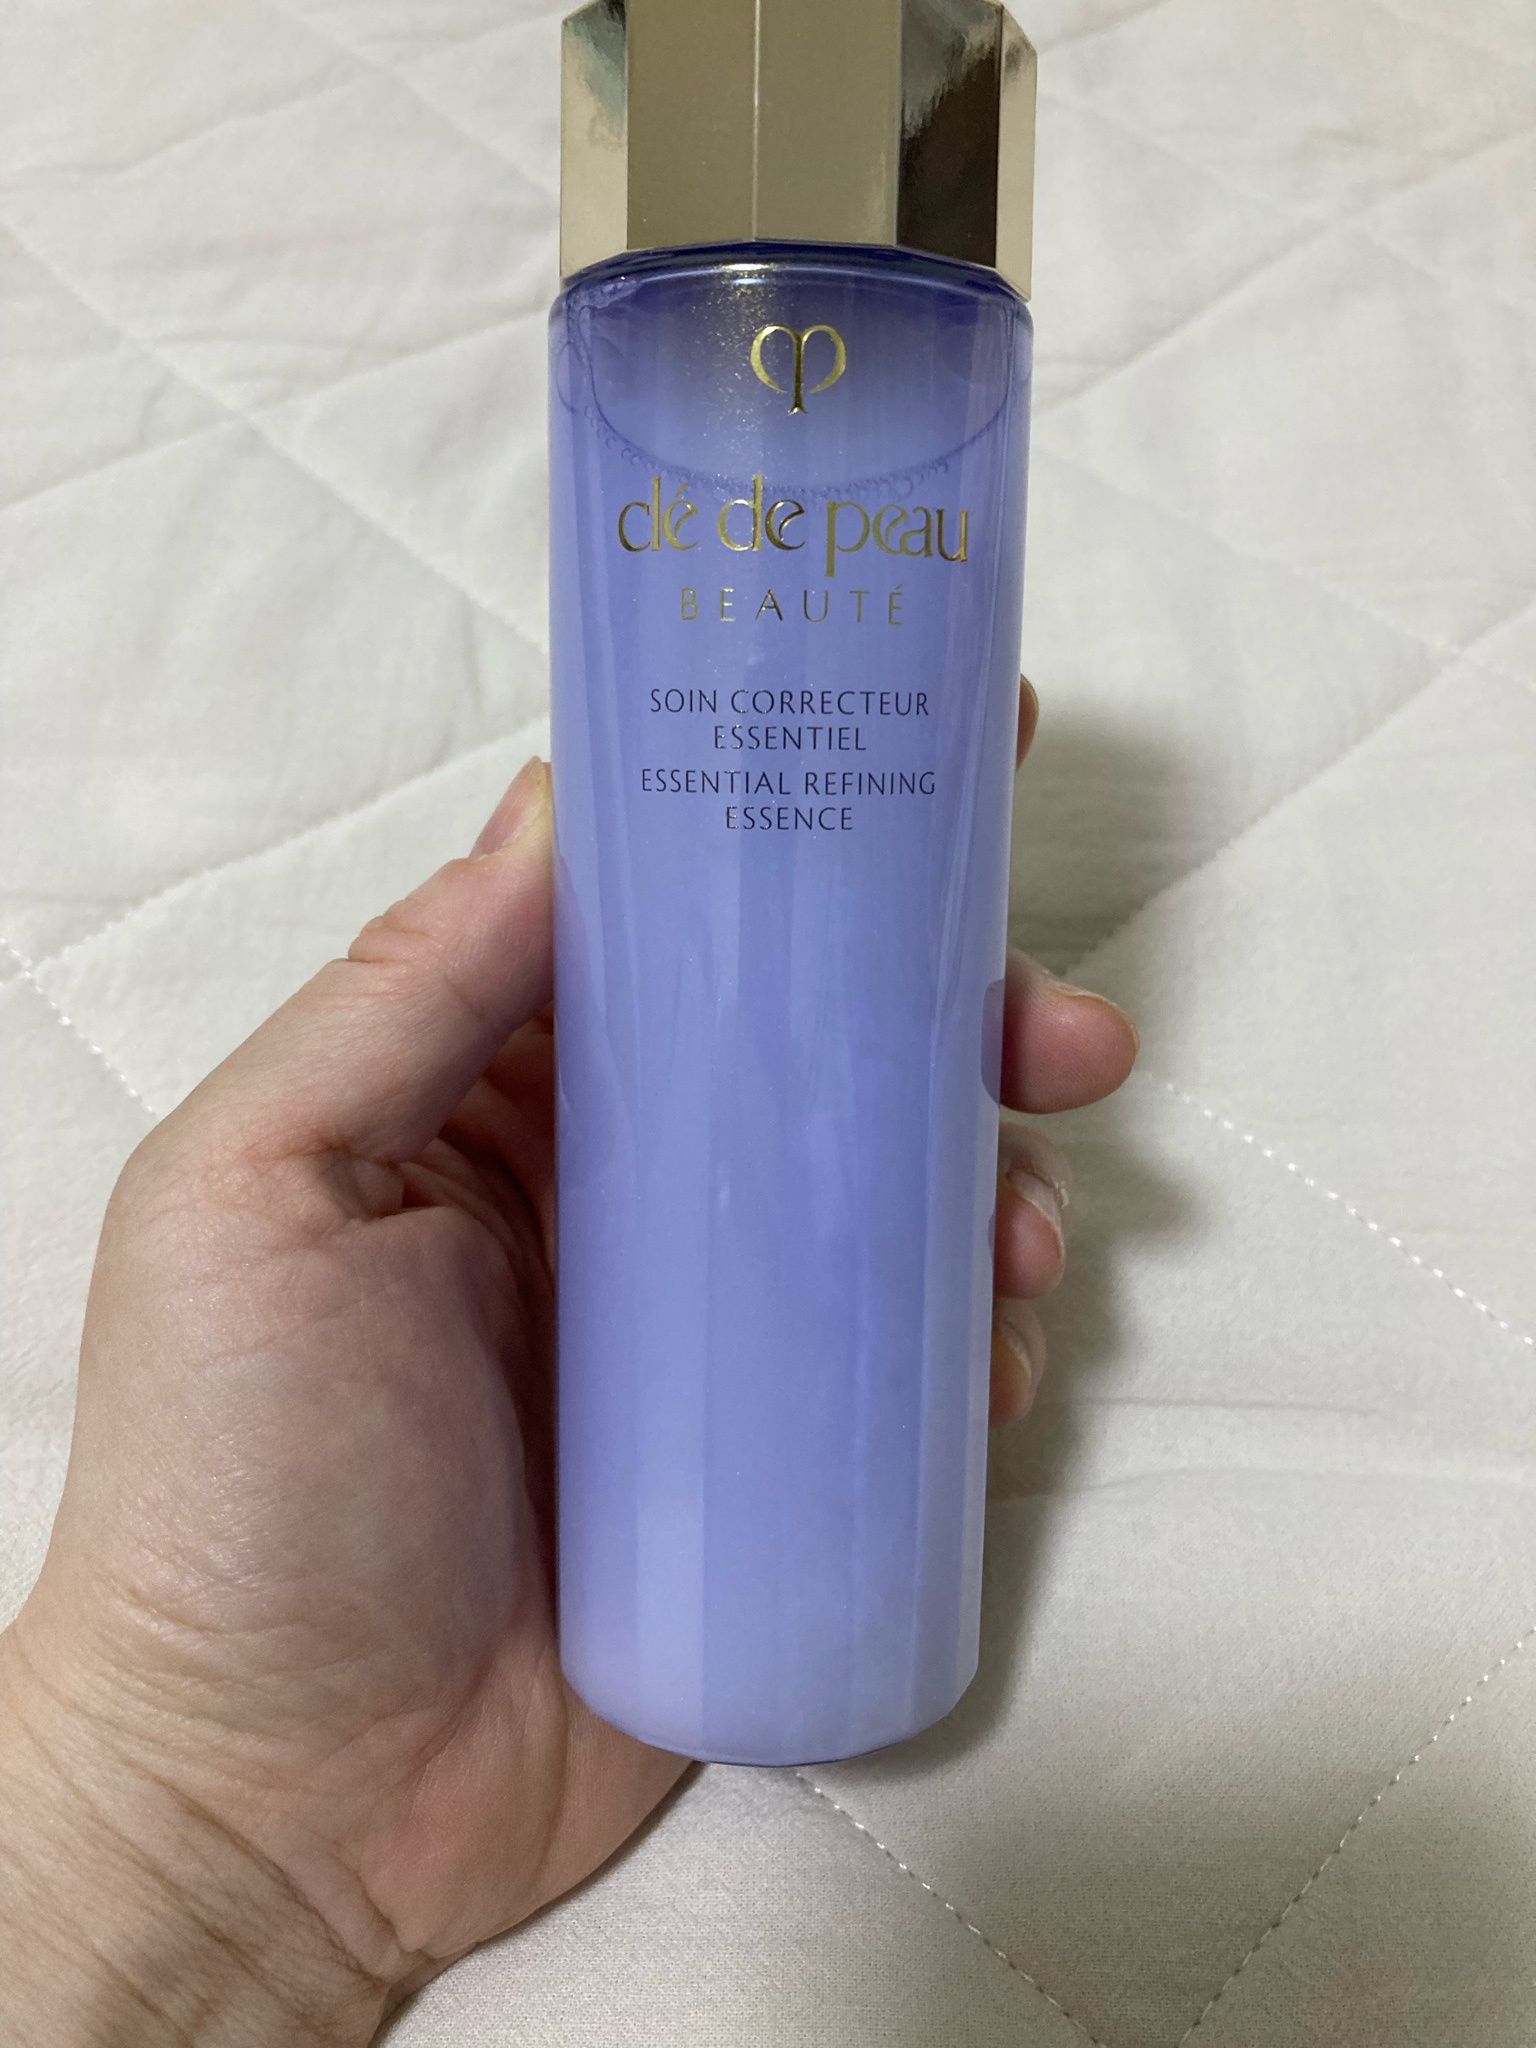 clé de peau
BEAUTÉ
SOIN CORRECTEUR
ESSENTIEL
ESSENTIAL REFINING
ESSENCE